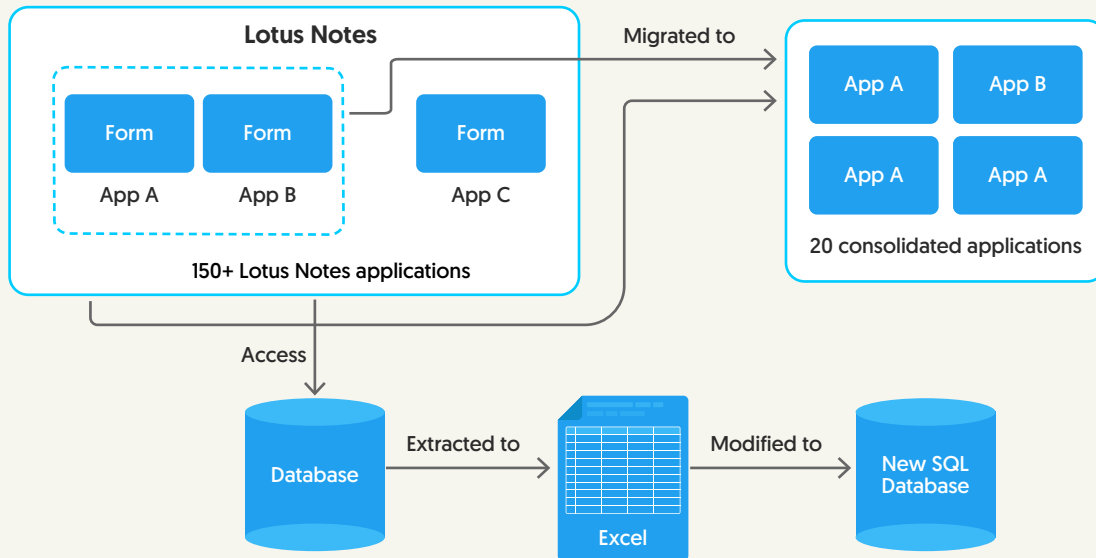 Lotus Notes
Migrated to
Form
Form
Form
App A
App B
App C
150+ Lotus Notes applications
App A
App B
App A
App A
20 consolidated applications
Access
Database
Extracted to
Excel
Modified to
New SQL
Database